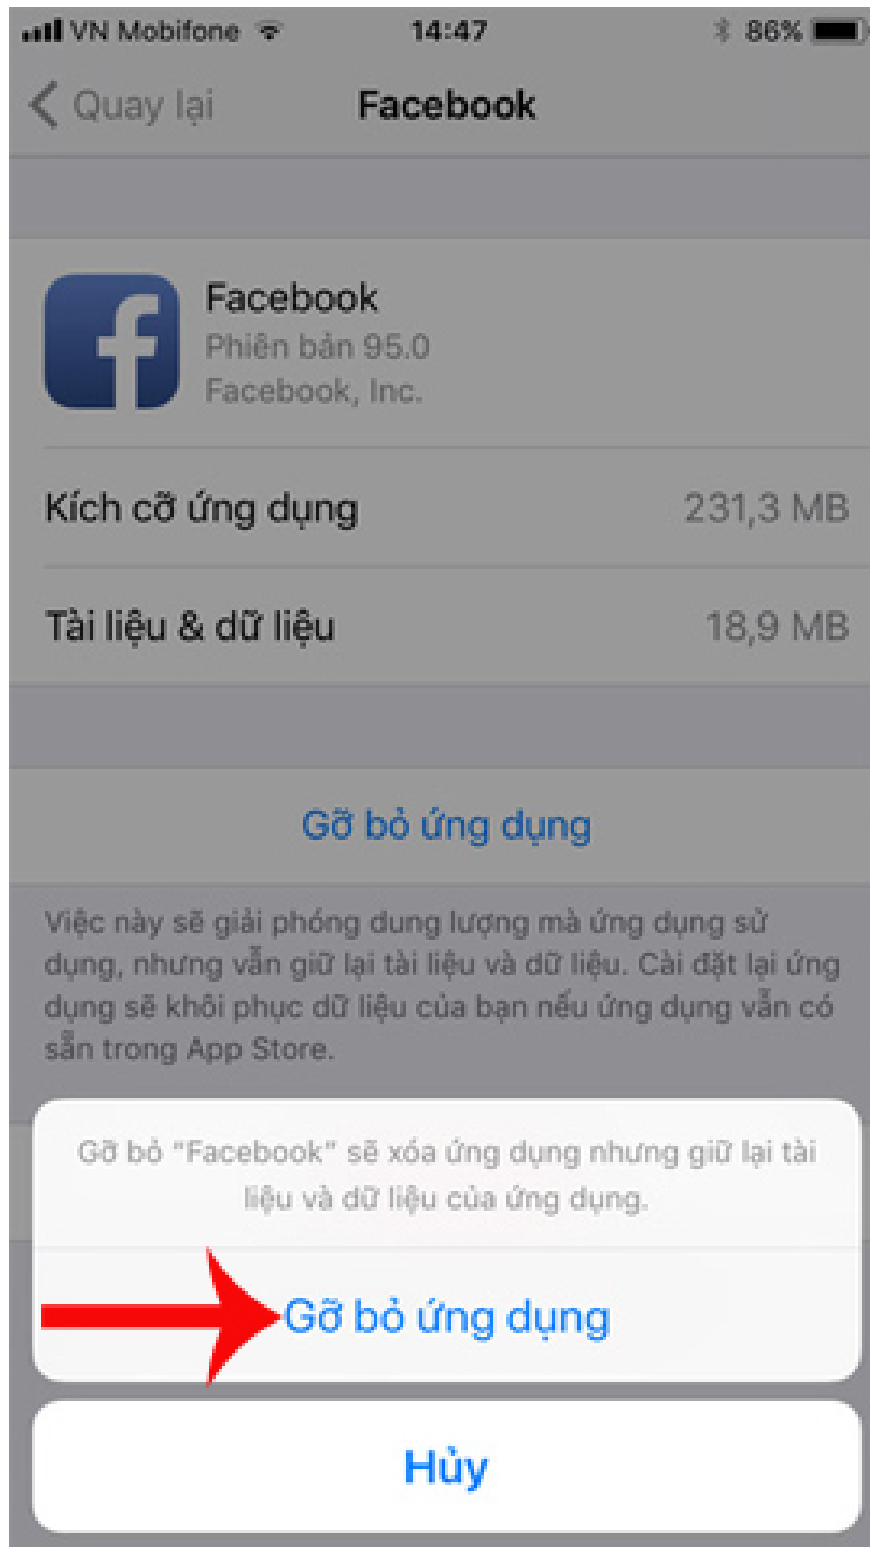 VN Mobifone 14:47 86%
Quay lại Facebook
Facebook
Phiên bản 95.0
Facebook, Inc.
Kích cỡ ứng dụng 231,3 MB
Tài liệu & dữ liệu 18,9 MB
Gỡ bỏ ứng dụng
Việc này sẽ giải phóng dung lượng mà ứng dụng sử
dụng, nhưng vẫn giữ lại tài liệu và dữ liệu. Cài đặt lại ứng
dụng sẽ khôi phục dữ liệu của bạn nếu ứng dụng vẫn có
sẵn trong App Store.
Gỡ bỏ "Facebook" sẽ xóa ứng dụng nhưng giữ lại tài
liệu và dữ liệu của ứng dụng.
Gỡ bỏ ứng dụng
Hủy